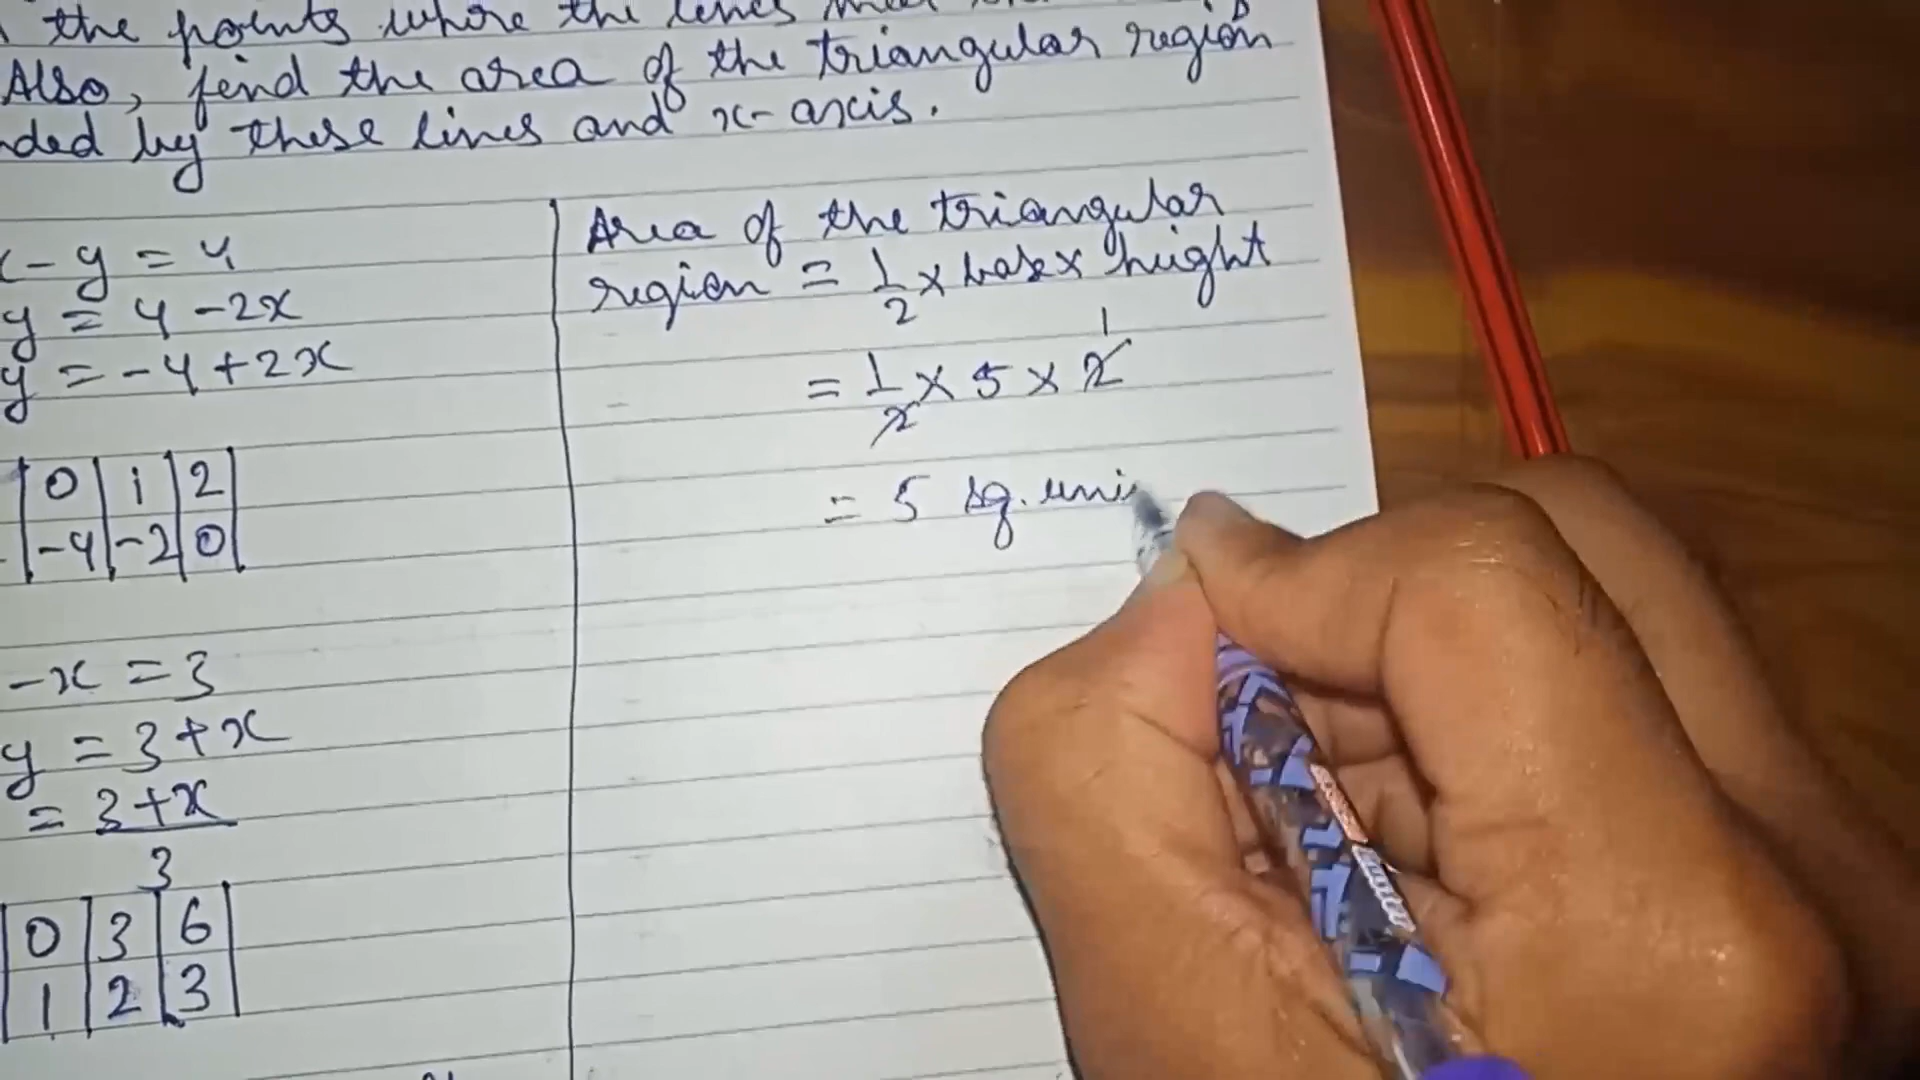 the points where the lines
Also, find the area of the triangular region
nded by these lines and x-axis.
x - y = 4
y = 4 - 2x
y = -4 + 2x
0 | 1 | 2
-4 | -2 | 0
-x = 3
y = 3 + x
= 3 + x
3
0 | 3 | 6
1 | 2 | 3
Area of the triangular
region = 1/2 x base x height
1
= 1/2 x 5 x 2
= 5 sq. uni